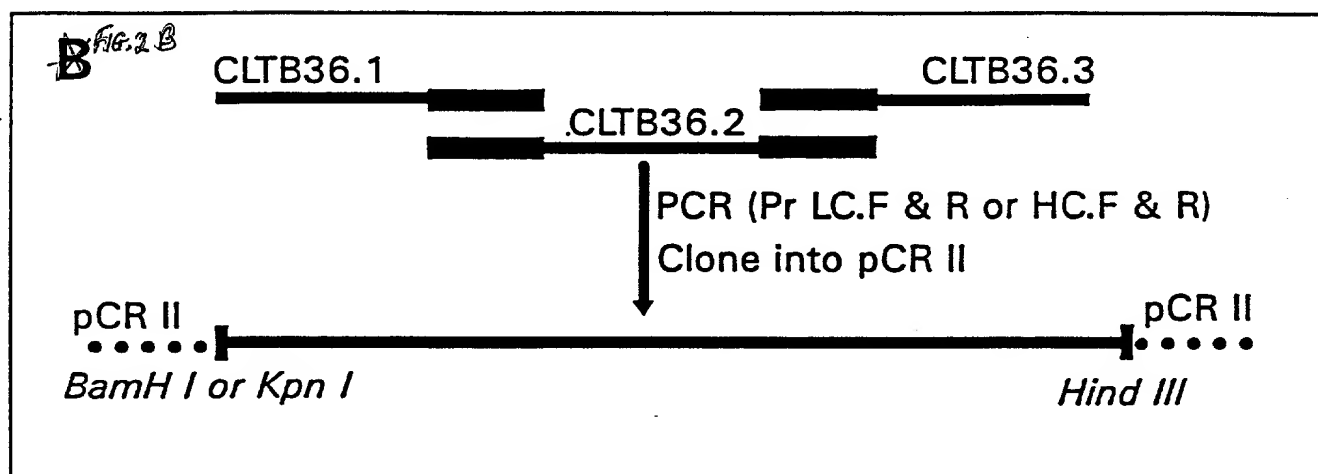 B FIG. 2 B
CLTB36.1
CLTB36.3
CLTB36.2
PCR (Pr LC.F & R or HC.F & R)
Clone into pCR II
pCR II
pCR II
BamH I or Kpn I
Hind III